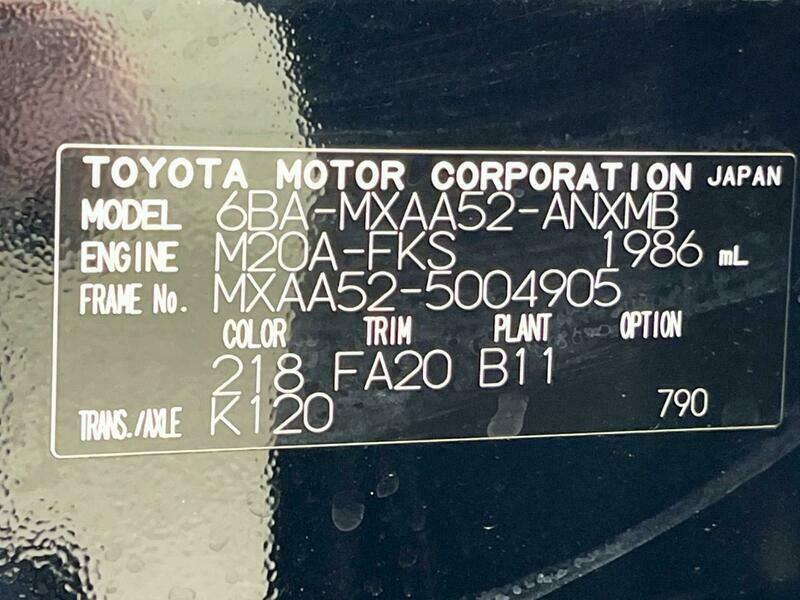 TOYOTA MOTOR CORPORATION JAPAN
MODEL 6BA-MXAA52-ANXMB
ENGINE M20A-FKS 1986 mL
FRAME No. MXAA52-5004905
COLOR TRIM PLANT OPTION
218 FA20 B11
TRANS./AXLE K120 790